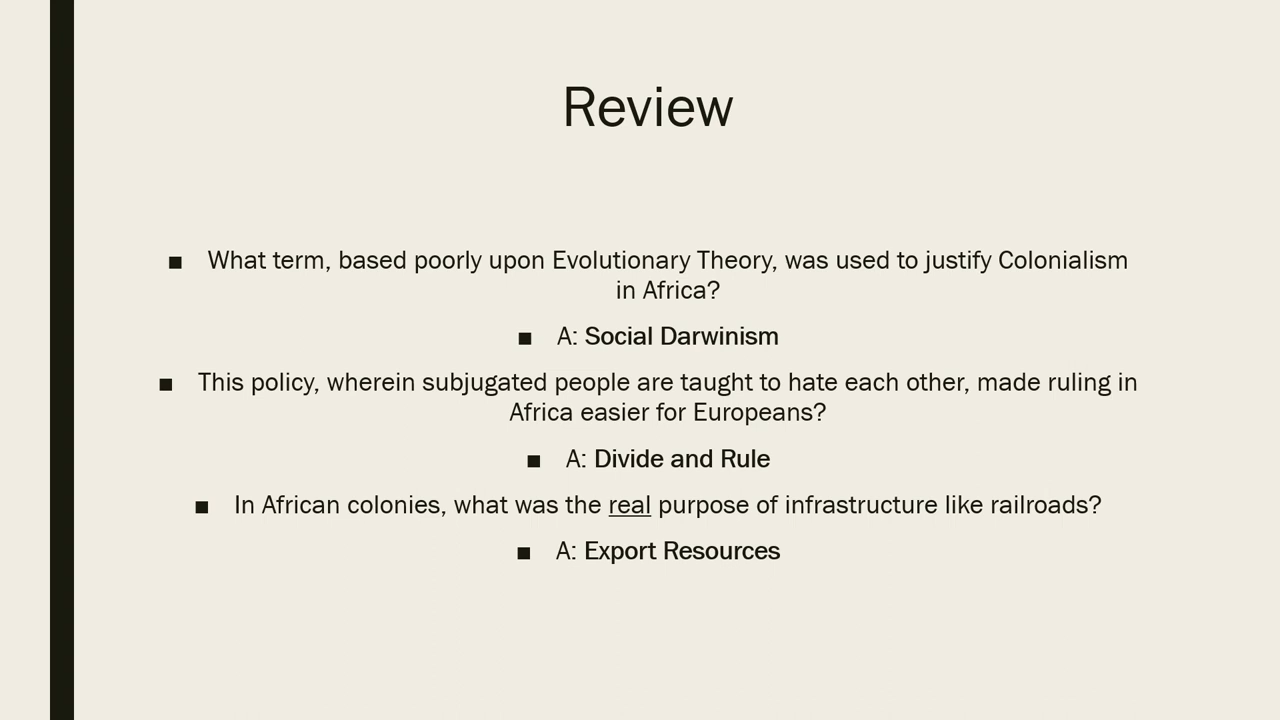 Review
■ What term, based poorly upon Evolutionary Theory, was used to justify Colonialism
in Africa?
■ A: Social Darwinism
■ This policy, wherein subjugated people are taught to hate each other, made ruling in
Africa easier for Europeans?
■ A: Divide and Rule
■ In African colonies, what was the real purpose of infrastructure like railroads?
■ A: Export Resources